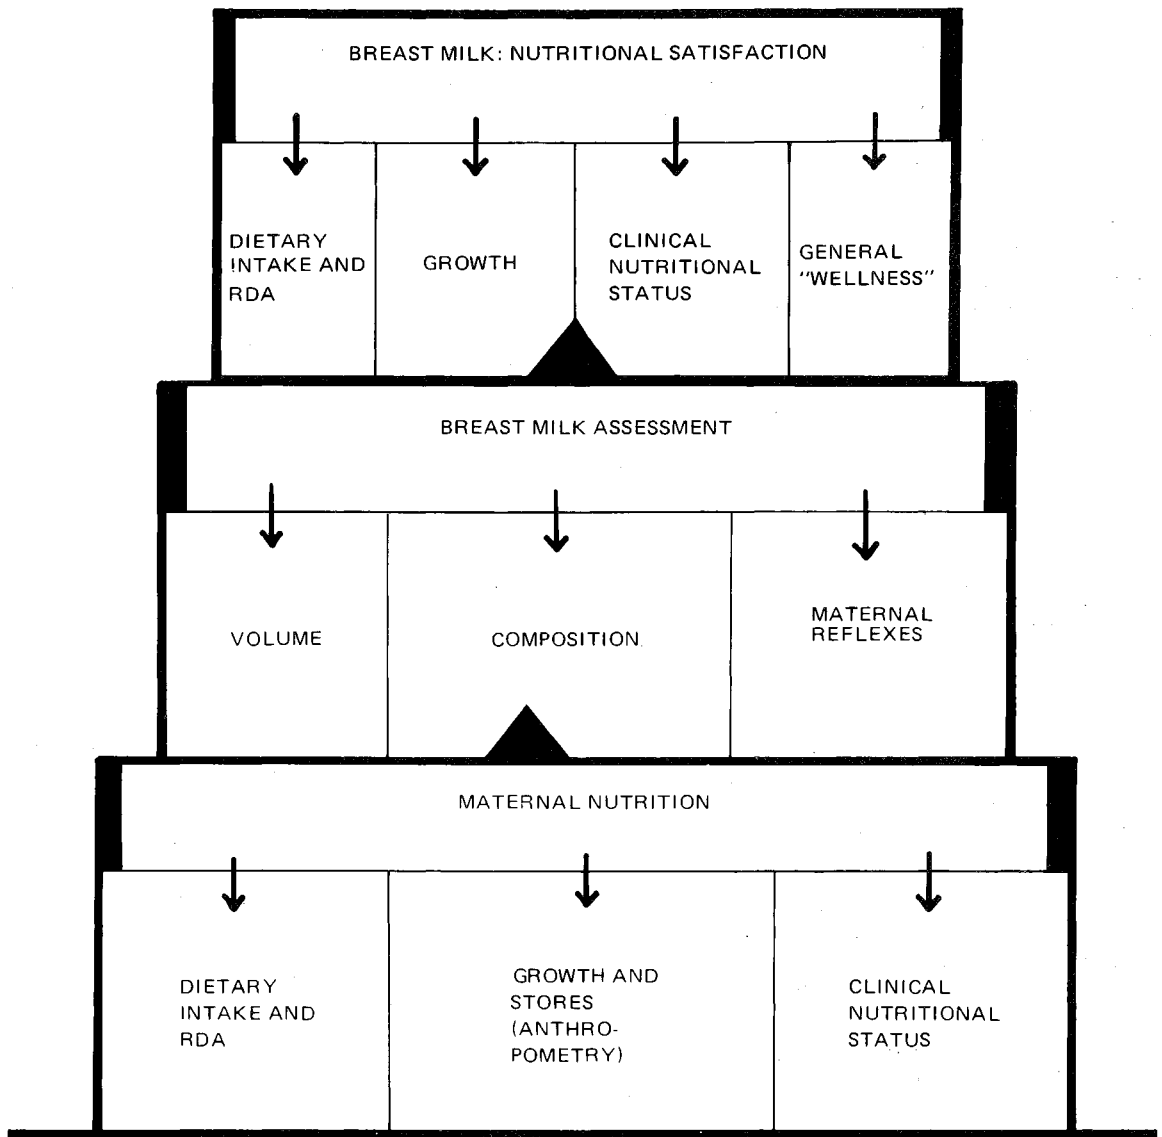 BREAST MILK: NUTRITIONAL SATISFACTION
DIETARY
INTAKE AND
RDA
GROWTH
CLINICAL
NUTRITIONAL
STATUS
GENERAL
"WELLNESS"
BREAST MILK ASSESSMENT
VOLUME
COMPOSITION
MATERNAL
REFLEXES
MATERNAL NUTRITION
DIETARY
INTAKE AND
RDA
GROWTH AND
STORES
(ANTHRO-
POMETRY)
CLINICAL
NUTRITIONAL
STATUS